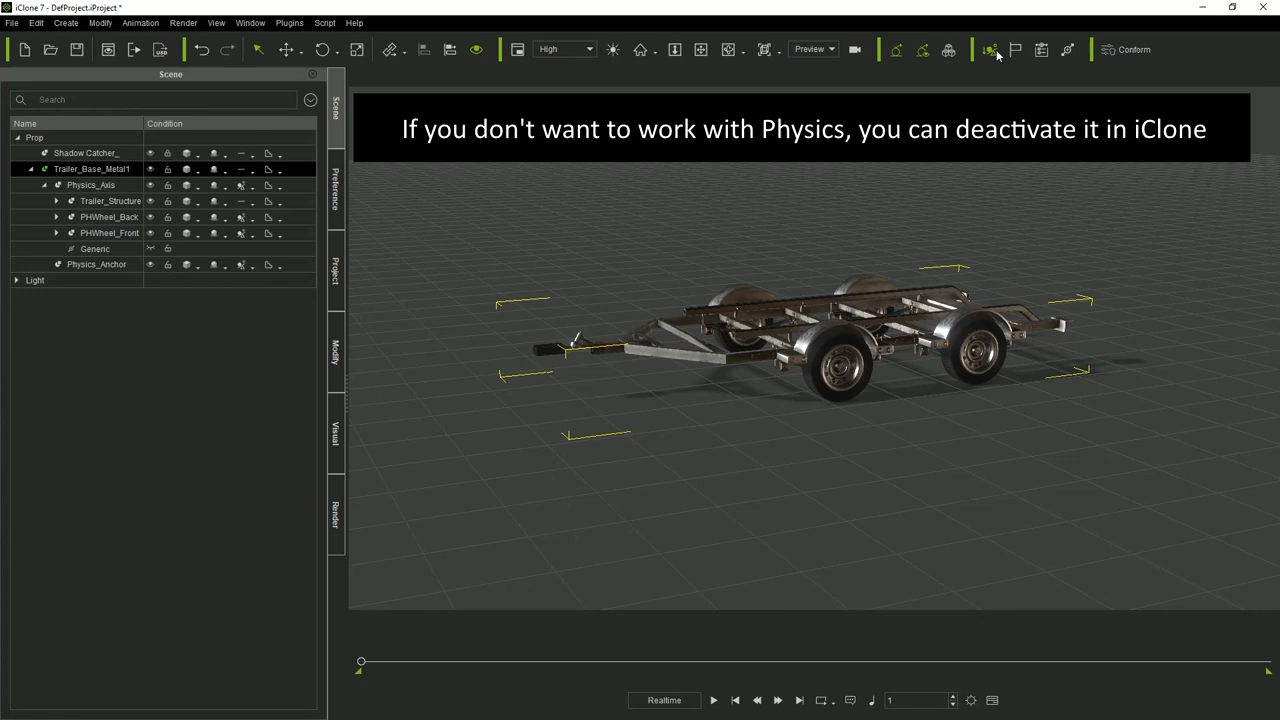 iClone 7 - DefProject.iProject *
File Edit Create Modify Animation Render View Window Plugins Script Help
High Preview Conform
Scene
Search
Name Condition
Prop
Shadow Catcher_
Trailer_Base_Metal1
Physics_Axis
Trailer_Structure
PHWheel_Back
PHWheel_Front
Generic
Physics_Anchor
Light
Scene
Preference
Project
Modify
Visual
Render
If you don't want to work with Physics, you can deactivate it in iClone
Realtime 1